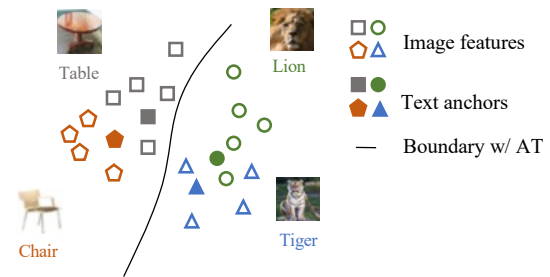 Table
Lion
Chair
Tiger
Image features
Text anchors
Boundary w/ AT